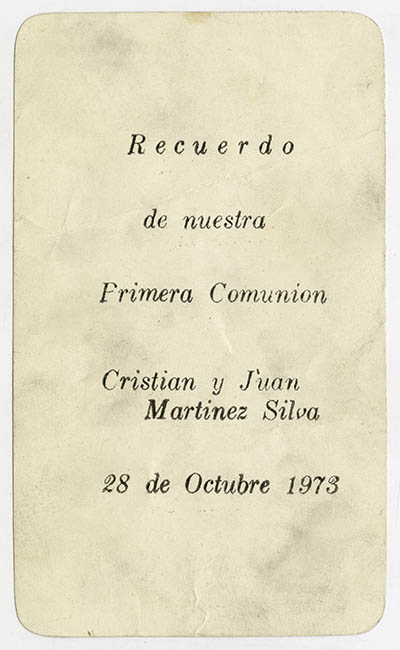 Recuerdo
de nuestra
Primera Comunion
Cristian y Juan
Martinez Silva
28 de Octubre 1973